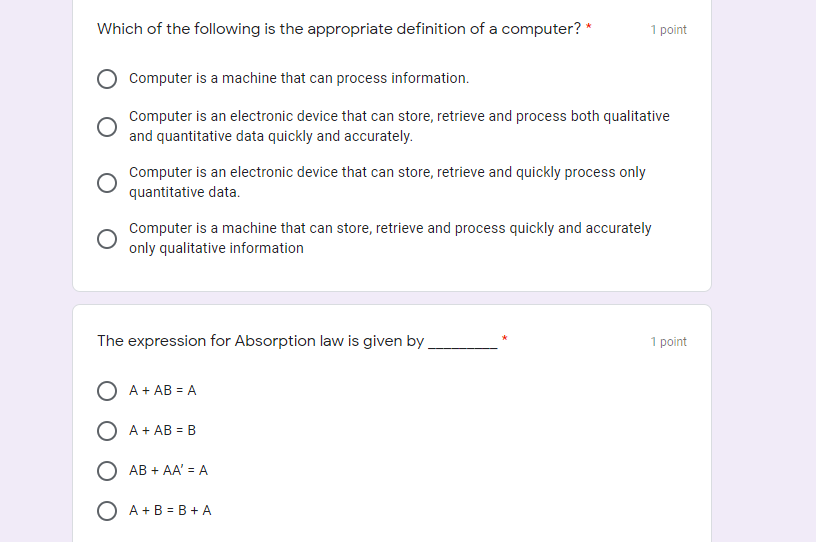 Which of the following is the appropriate definition of a computer? *
1 point
Computer is a machine that can process information.
Computer is an electronic device that can store, retrieve and process both qualitative
and quantitative data quickly and accurately.
Computer is an electronic device that can store, retrieve and quickly process only
quantitative data.
Computer is a machine that can store, retrieve and process quickly and accurately
only qualitative information
The expression for Absorption law is given by _________ *
1 point
A + AB = A
A + AB = B
AB + AA’ = A
A + B = B + A